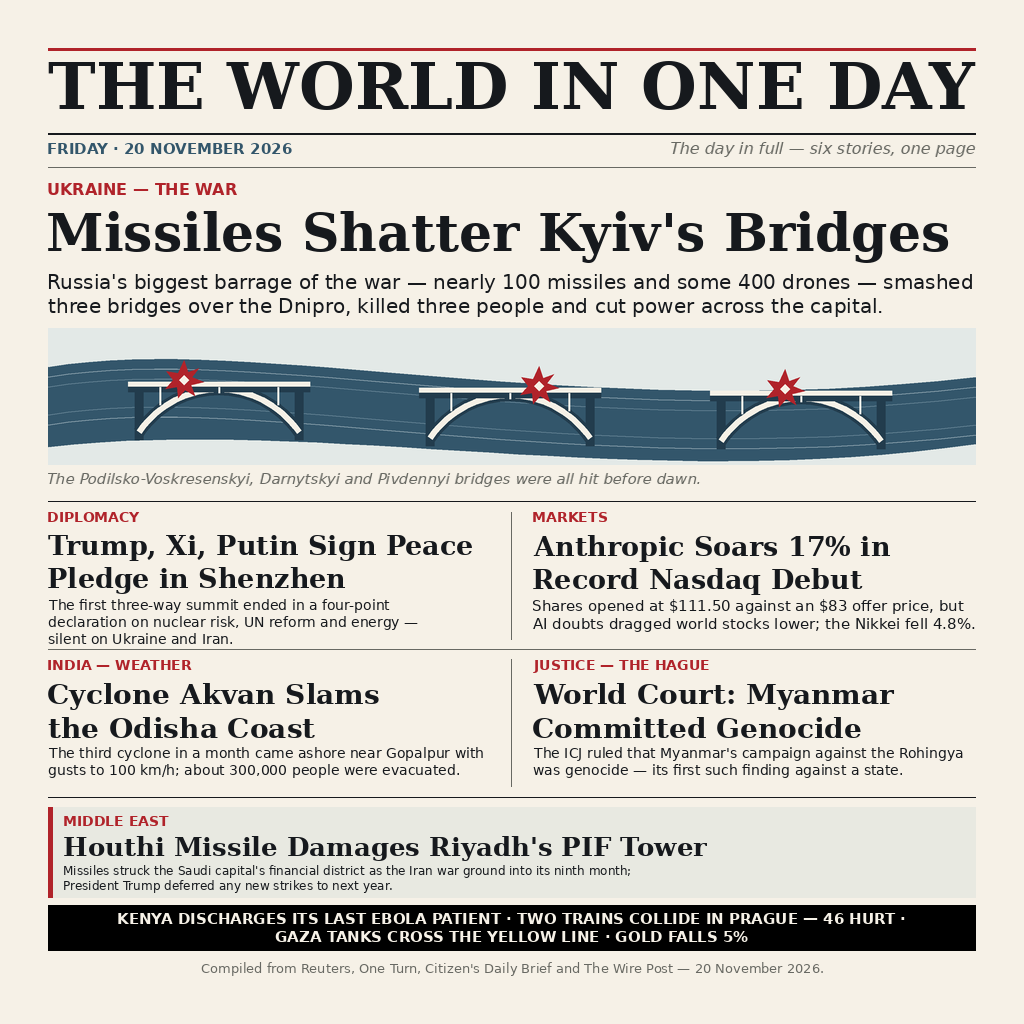 THE WORLD IN ONE DAY
FRIDAY · 20 NOVEMBER 2026
The day in full — six stories, one page
UKRAINE — THE WAR
Missiles Shatter Kyiv's Bridges
Russia's biggest barrage of the war — nearly 100 missiles and some 400 drones — smashed
three bridges over the Dnipro, killed three people and cut power across the capital.
The Podilsko-Voskresenskyi, Darnytskyi and Pivdennyi bridges were all hit before dawn.
DIPLOMACY
Trump, Xi, Putin Sign Peace
Pledge in Shenzhen
The first three-way summit ended in a four-point
declaration on nuclear risk, UN reform and energy —
silent on Ukraine and Iran.
MARKETS
Anthropic Soars 17% in
Record Nasdaq Debut
Shares opened at $111.50 against an $83 offer price, but
AI doubts dragged world stocks lower; the Nikkei fell 4.8%.
INDIA — WEATHER
Cyclone Akvan Slams
the Odisha Coast
The third cyclone in a month came ashore near Gopalpur with
gusts to 100 km/h; about 300,000 people were evacuated.
JUSTICE — THE HAGUE
World Court: Myanmar
Committed Genocide
The ICJ ruled that Myanmar's campaign against the Rohingya
was genocide — its first such finding against a state.
MIDDLE EAST
Houthi Missile Damages Riyadh's PIF Tower
Missiles struck the Saudi capital's financial district as the Iran war ground into its ninth month;
President Trump deferred any new strikes to next year.
KENYA DISCHARGES ITS LAST EBOLA PATIENT · TWO TRAINS COLLIDE IN PRAGUE — 46 HURT ·
GAZA TANKS CROSS THE YELLOW LINE · GOLD FALLS 5%
Compiled from Reuters, One Turn, Citizen's Daily Brief and The Wire Post — 20 November 2026.